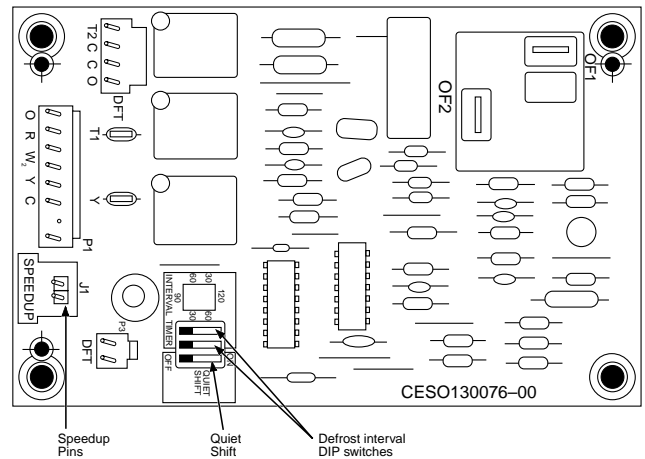 T2 C C O
DFT
O R W2 Y C
T1
Y
P1
OF2
OF1
SPEEDUP
J1
P3
DFT
INTERVAL TIMER
OFF
ON
60
30
90
120
30
60
QUIET
SHIFT
CESO130076–00
Speedup
Pins
Quiet
Shift
Defrost interval
DIP switches